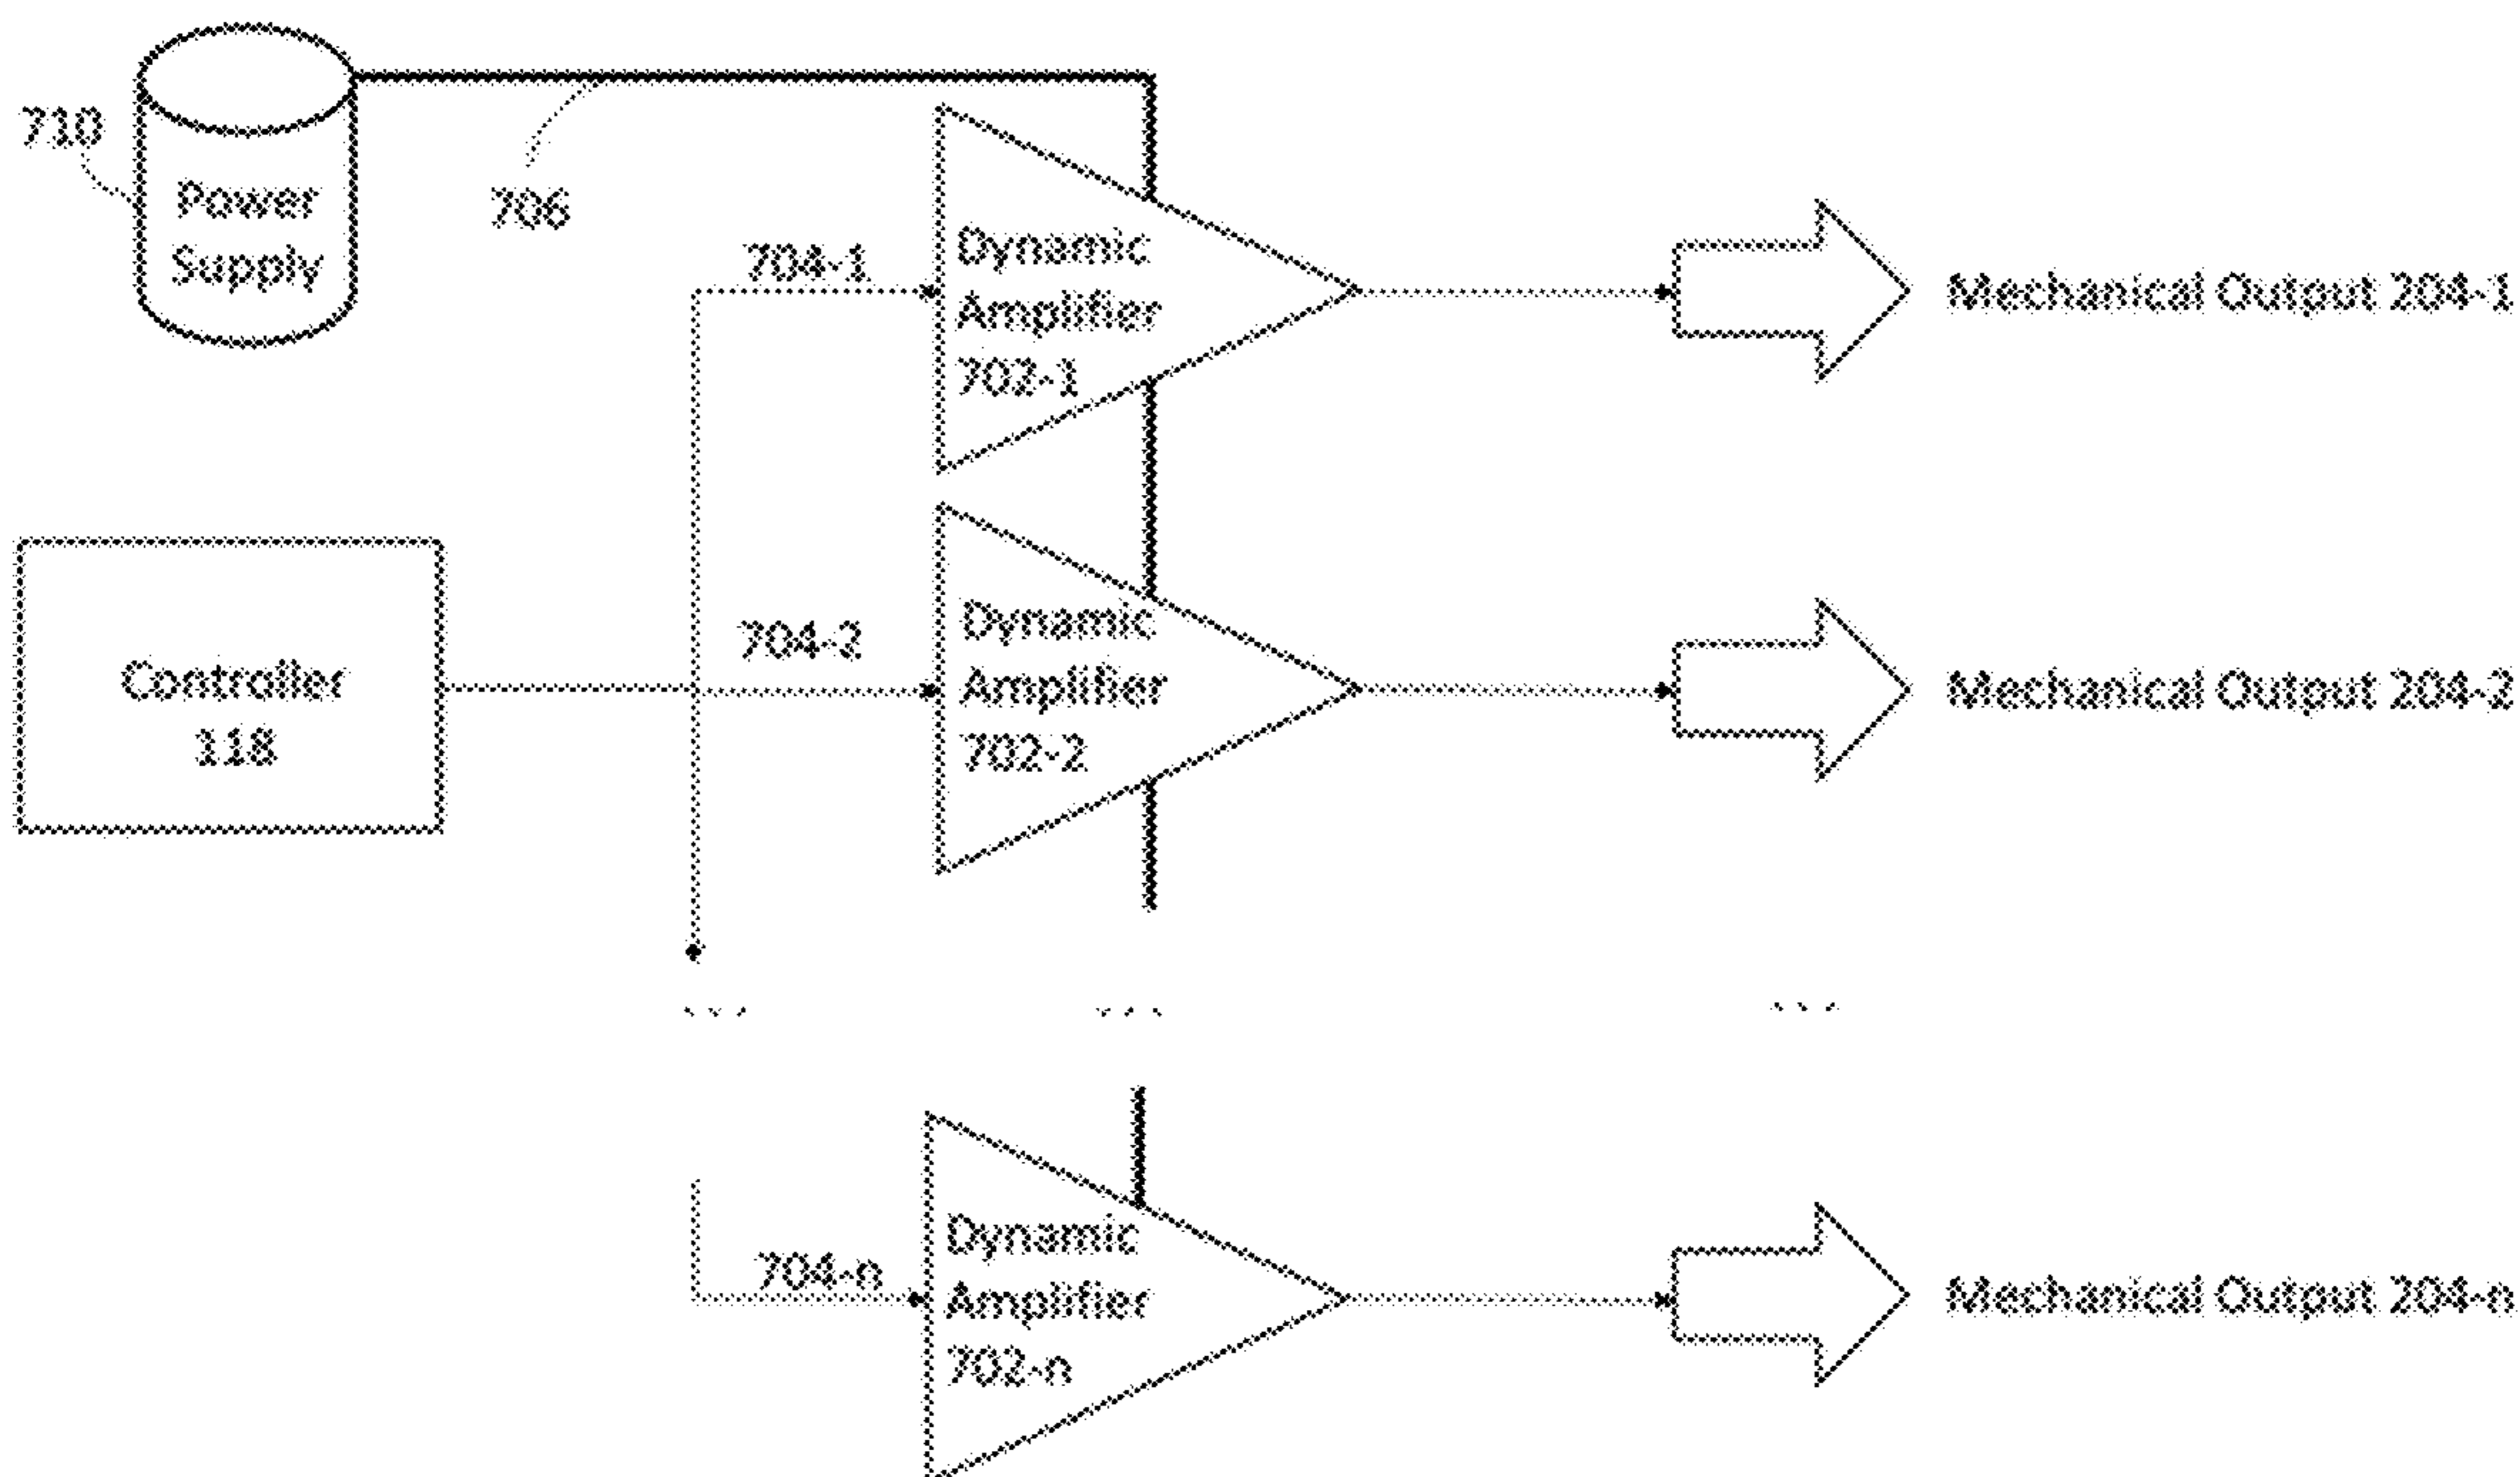 710
Power
Supply
706
704-1
Dynamic
Amplifier
702-1
Mechanical Output 204-1
Controller
118
704-2
Dynamic
Amplifier
702-2
Mechanical Output 204-2
...
...
...
704-n
Dynamic
Amplifier
702-n
Mechanical Output 204-n